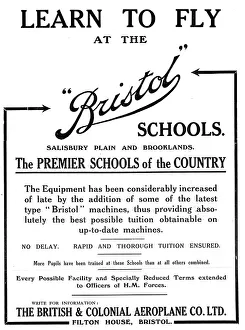 LEARN TO FLY
AT THE
"Bristol"
SCHOOLS.
SALISBURY PLAIN AND BROOKLANDS.
The PREMIER SCHOOLS of the COUNTRY
The Equipment has been considerably increased
of late by the addition of some of the latest
type "Bristol" machines, thus providing abso-
lutely the best possible tuition obtainable on
up-to-date machines.
NO DELAY. RAPID AND THOROUGH TUITION ENSURED.
More Pupils have been trained at these Schools than at all others combined.
Every Possible Facility and Specially Reduced Terms extended
to Officers of H.M. Forces.
WRITE FOR INFORMATION:
THE BRITISH & COLONIAL AEROPLANE CO. LTD.
FILTON HOUSE, BRISTOL.